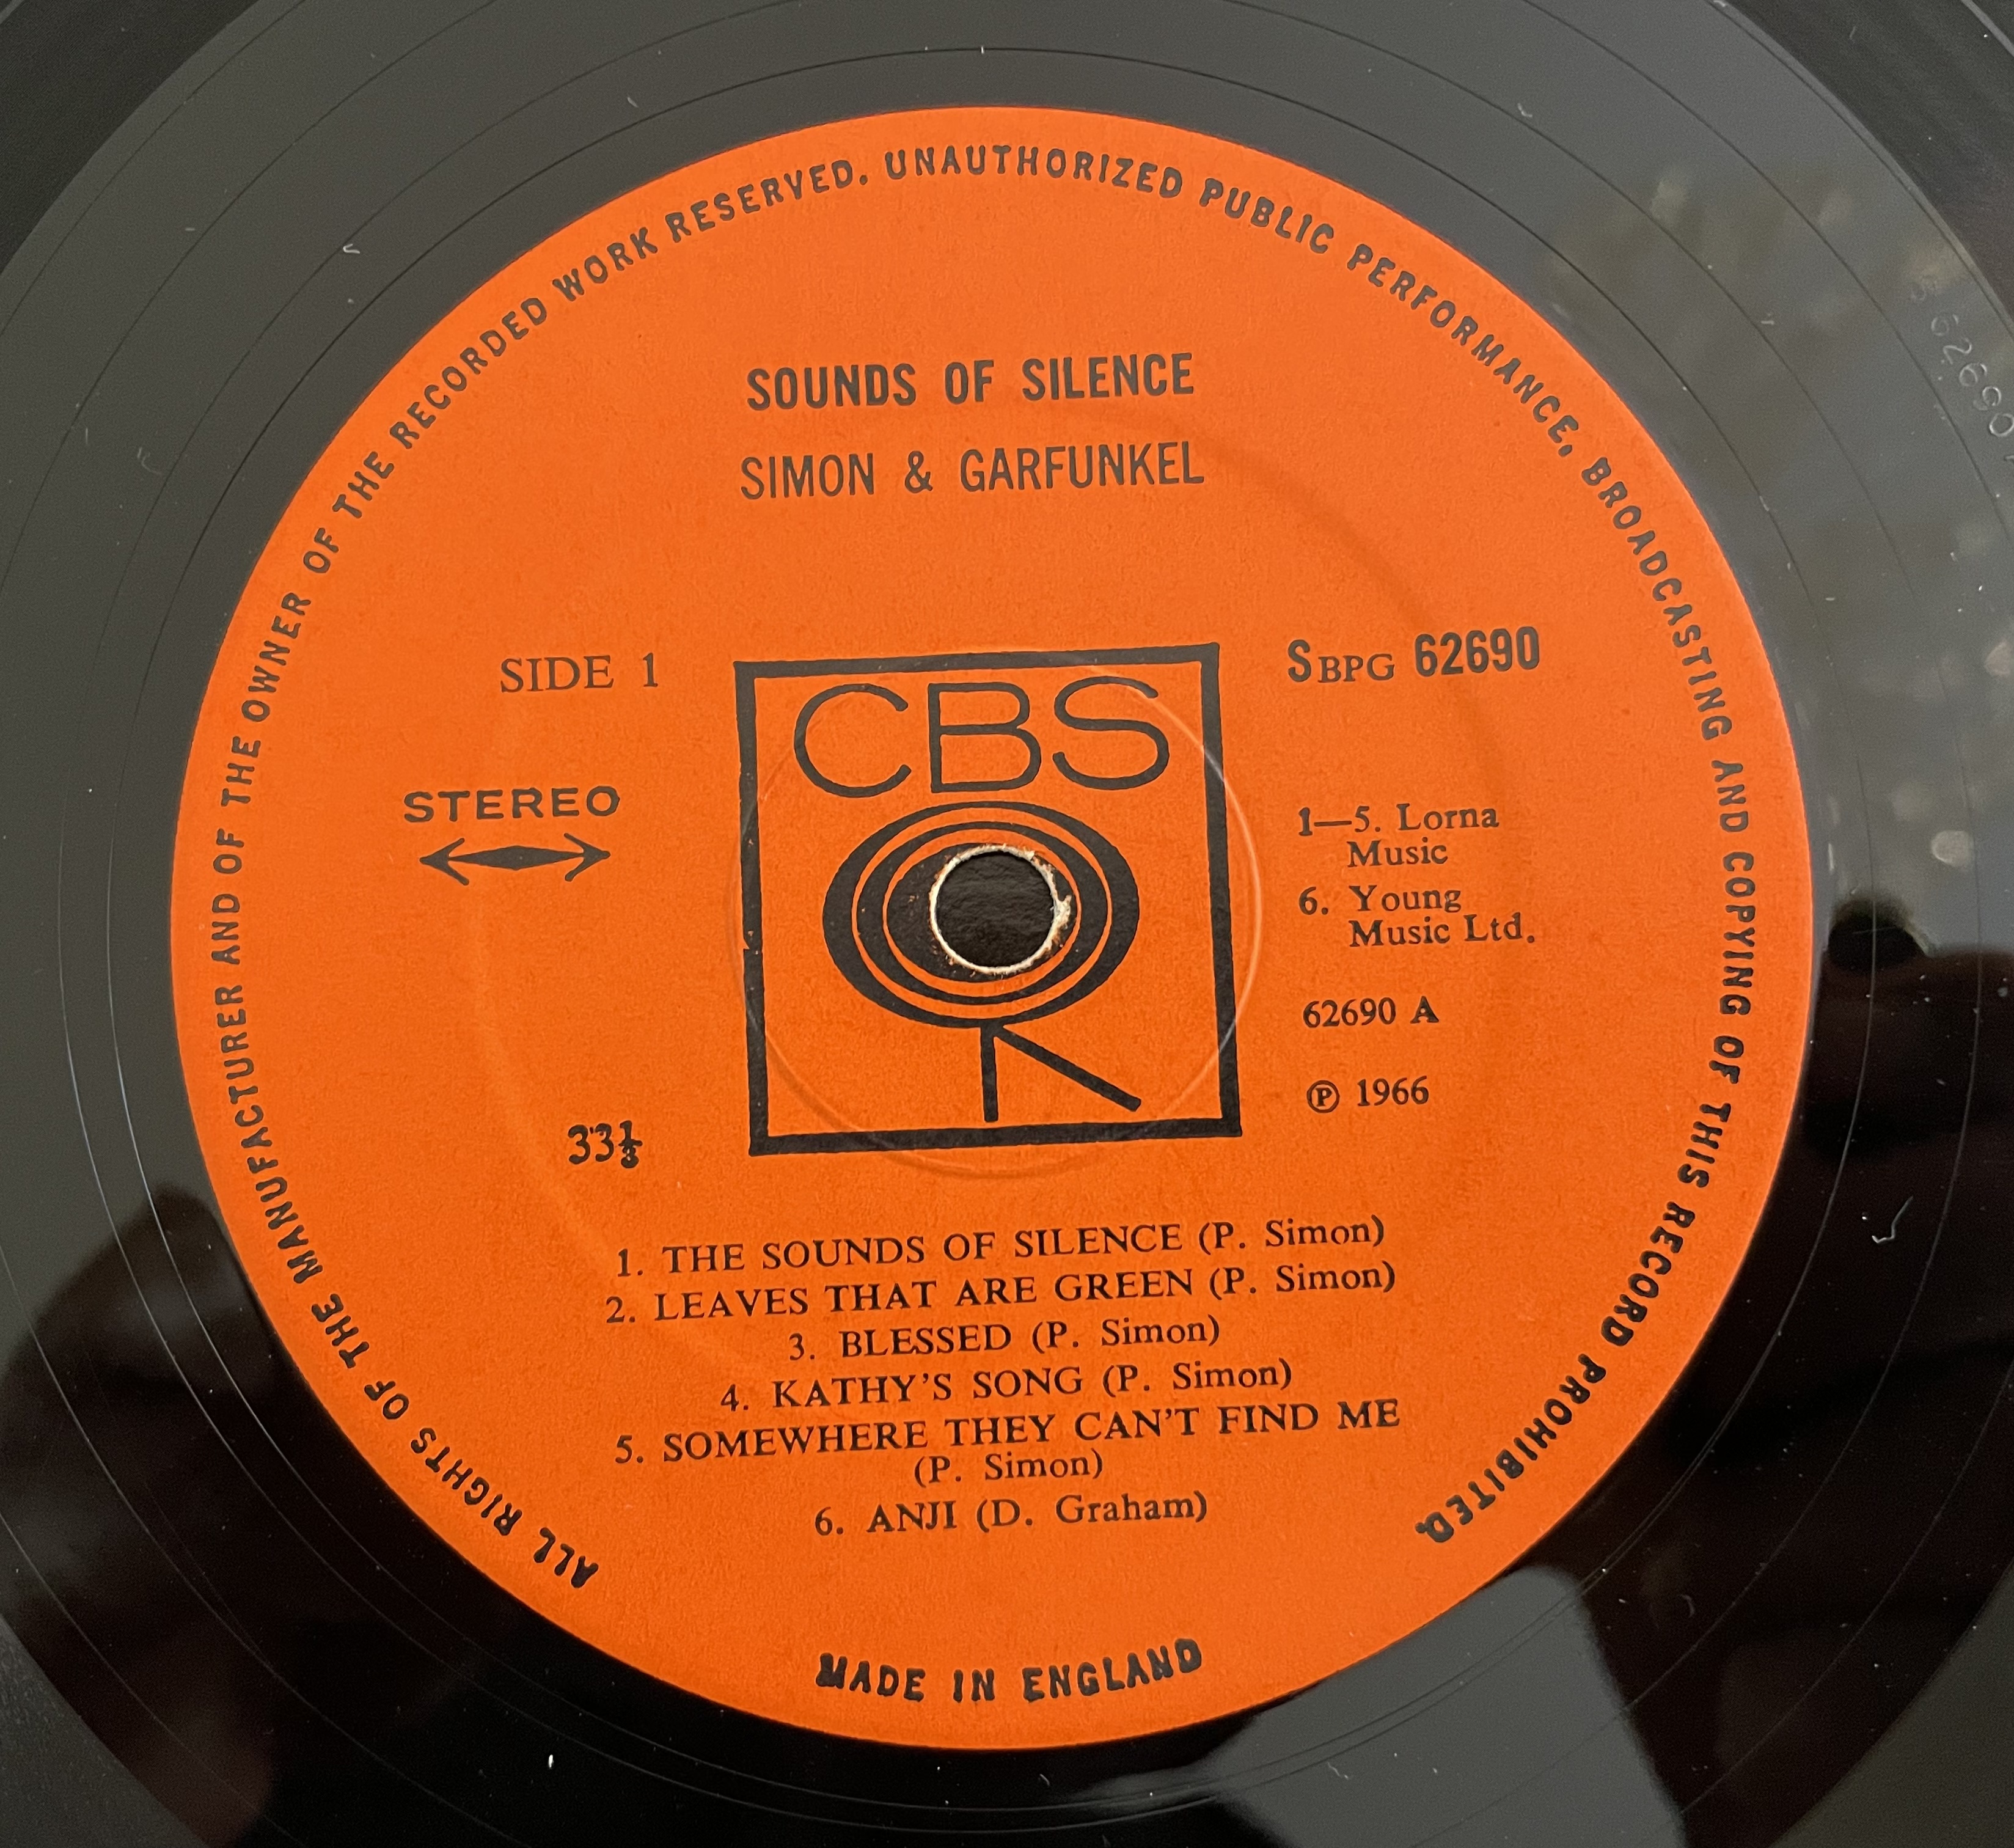 ALL RIGHTS OF THE MANUFACTURER AND OF THE OWNER OF THE RECORDED WORK RESERVED. UNAUTHORIZED PUBLIC PERFORMANCE, BROADCASTING AND COPYING OF THIS RECORD PROHIBITED.
SOUNDS OF SILENCE
SIMON & GARFUNKEL
SIDE 1
STEREO
33⅓
CBS
SBPG 62690
1—5. Lorna
Music
6. Young
Music Ltd.
62690 A
℗ 1966
1. THE SOUNDS OF SILENCE (P. Simon)
2. LEAVES THAT ARE GREEN (P. Simon)
3. BLESSED (P. Simon)
4. KATHY'S SONG (P. Simon)
5. SOMEWHERE THEY CAN'T FIND ME
(P. Simon)
6. ANJI (D. Graham)
MADE IN ENGLAND
62690